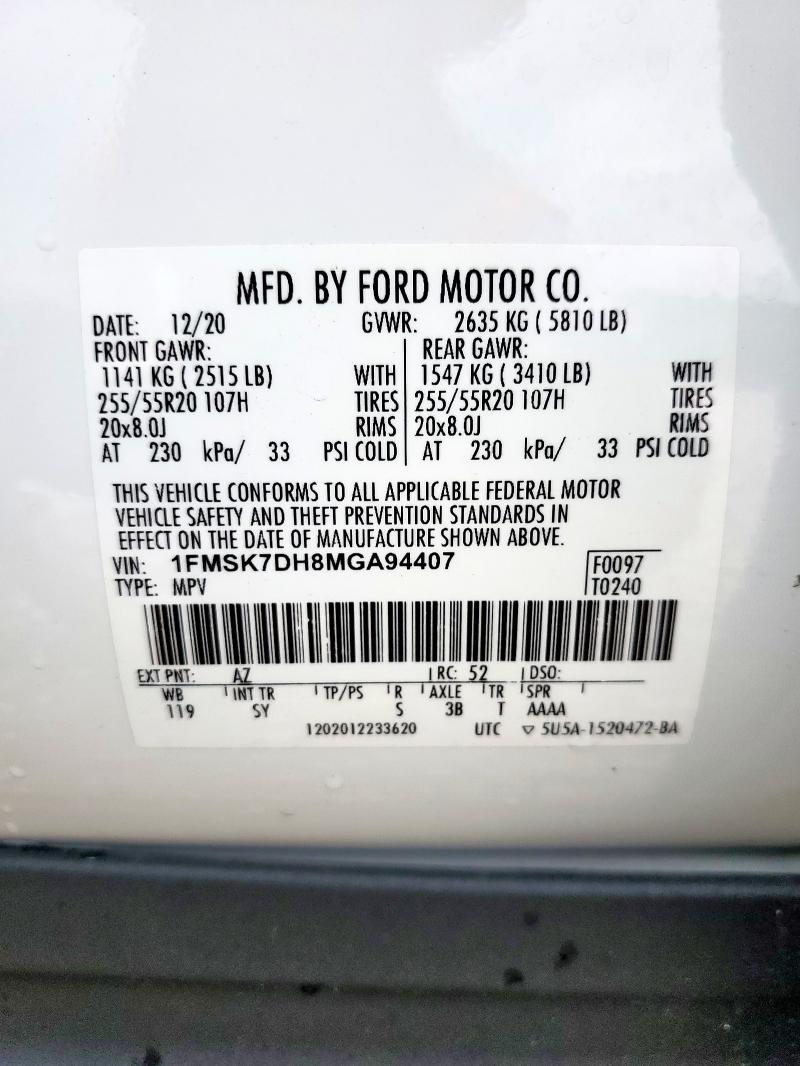 MFD. BY FORD MOTOR CO.
DATE: 12/20 GVWR: 2635 KG ( 5810 LB)
FRONT GAWR: REAR GAWR:
1141 KG ( 2515 LB) WITH 1547 KG ( 3410 LB) WITH
255/55R20 107H TIRES 255/55R20 107H TIRES
20x8.0J RIMS 20x8.0J RIMS
AT 230 kPa/ 33 PSI COLD AT 230 kPa/ 33 PSI COLD
THIS VEHICLE CONFORMS TO ALL APPLICABLE FEDERAL MOTOR
VEHICLE SAFETY AND THEFT PREVENTION STANDARDS IN
EFFECT ON THE DATE OF MANUFACTURE SHOWN ABOVE.
VIN: 1FMSK7DH8MGA94407 F0097
TYPE: MPV T0240
EXT PNT: AZ RC: 52 DSO:
WB INT TR TP/PS R AXLE TR SPR
119 SY S 3B T AAAA
1202012233620 UTC ▽ 5U5A-1520472-BA